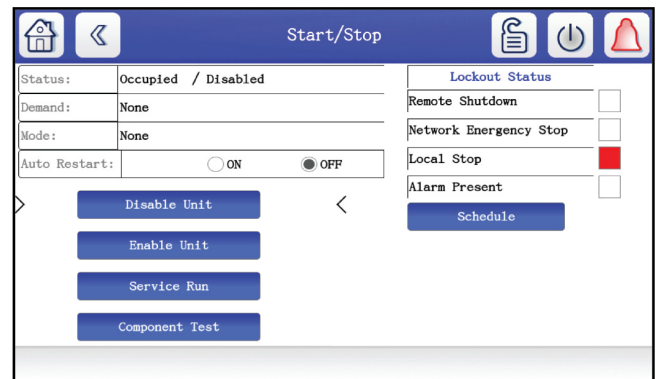 Start/Stop
Status: Occupied / Disabled
Demand: None
Mode: None
Auto Restart: ON OFF
Disable Unit
Enable Unit
Service Run
Component Test
Lockout Status
Remote Shutdown
Network Energency Stop
Local Stop
Alarm Present
Schedule